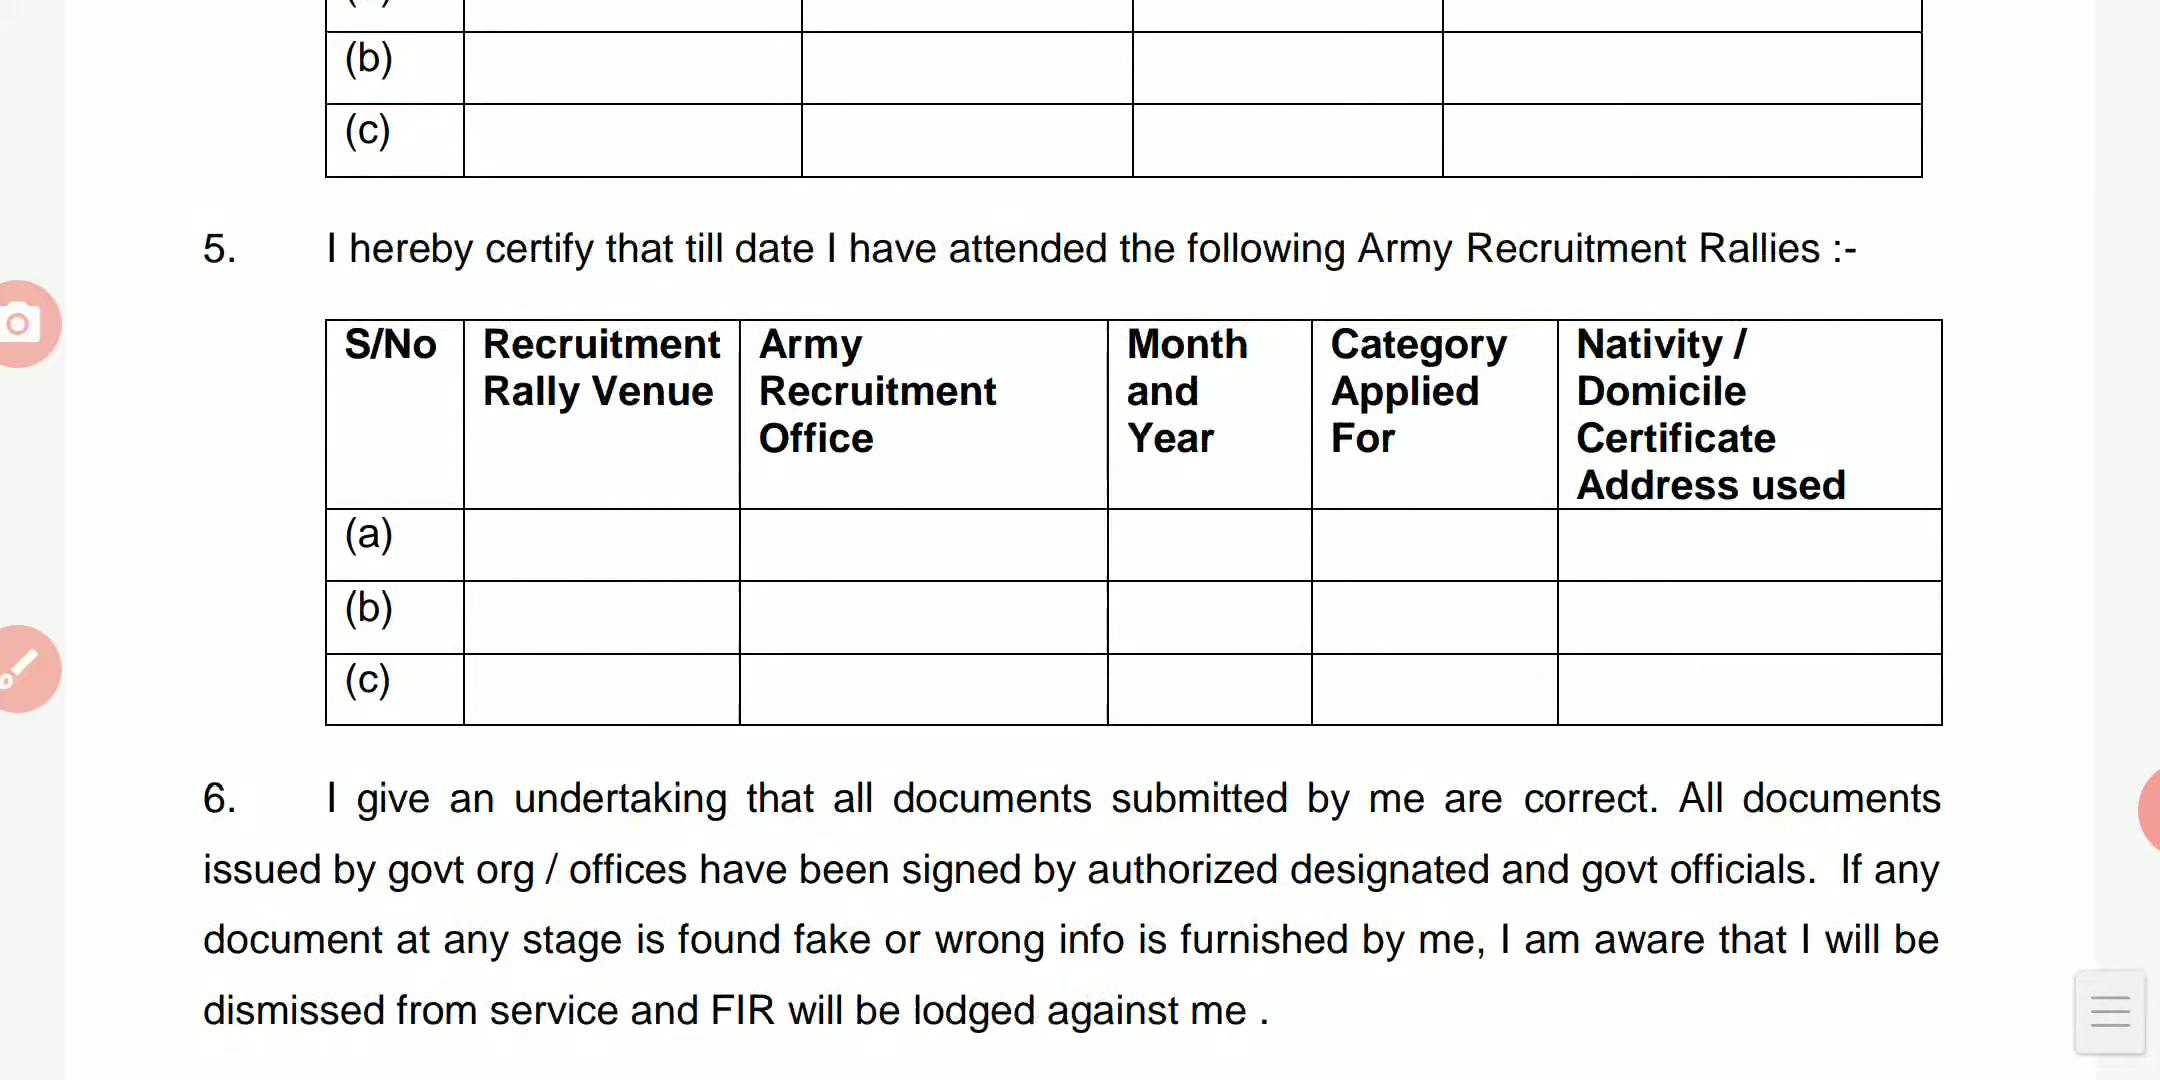 (b)
(c)
5. I hereby certify that till date I have attended the following Army Recruitment Rallies :-
S/No Recruitment Rally Venue Army Recruitment Office Month and Year Category Applied For Nativity / Domicile Certificate Address used
(a)
(b)
(c)
6. I give an undertaking that all documents submitted by me are correct. All documents
issued by govt org / offices have been signed by authorized designated and govt officials. If any
document at any stage is found fake or wrong info is furnished by me, I am aware that I will be
dismissed from service and FIR will be lodged against me .